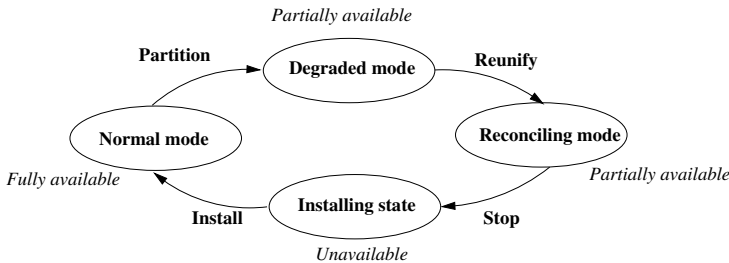 Partially available
Partition
Degraded mode
Reunify
Normal mode
Reconciling mode
Fully available
Partially available
Installing state
Install
Stop
Unavailable